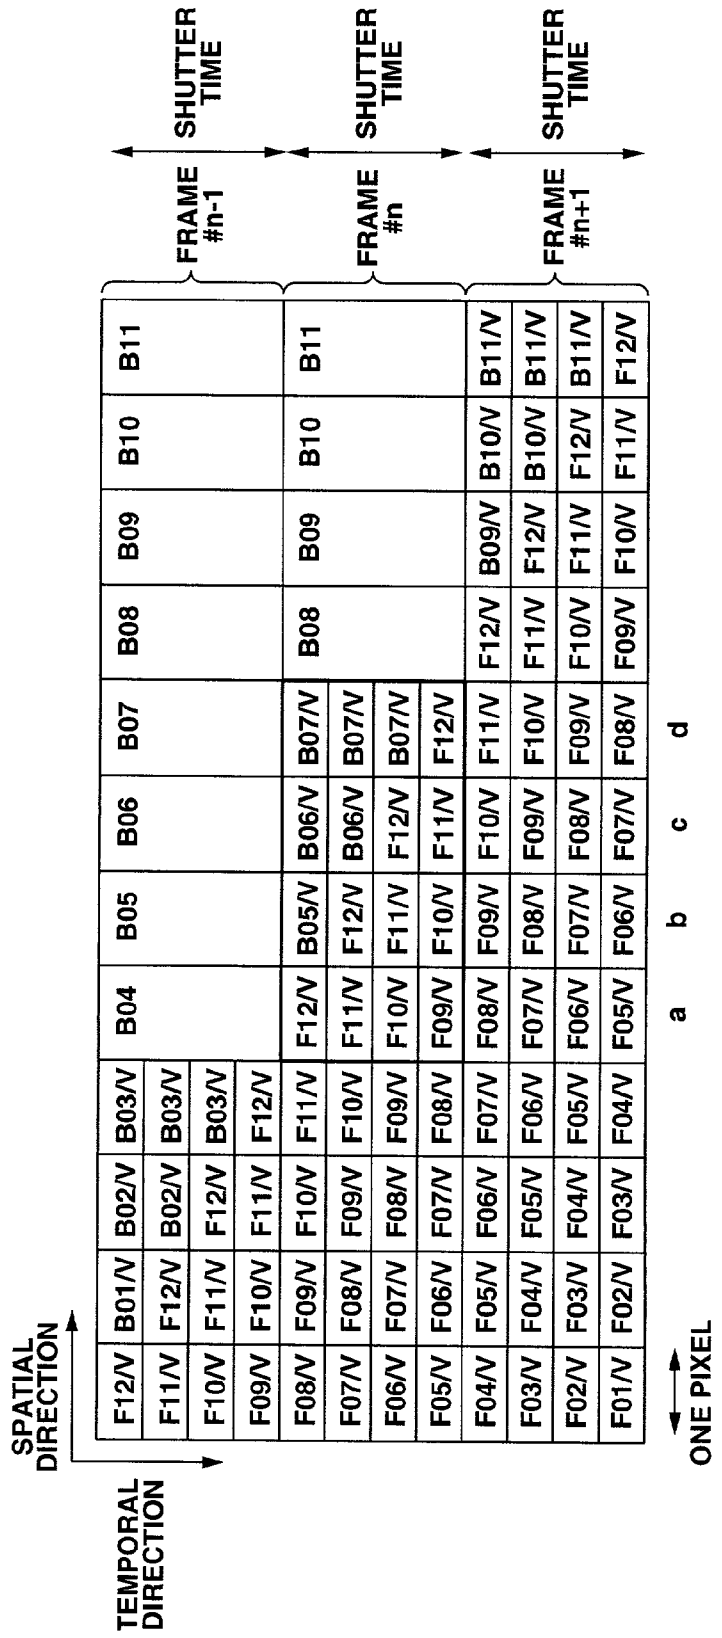 SPATIAL
DIRECTION
TEMPORAL
DIRECTION
F12/V B01/V B02/V B03/V B04 B05 B06 B07 B08 B09 B10 B11
F11/V F12/V B02/V B03/V
F10/V F11/V F12/V B03/V
F09/V F10/V F11/V F12/V
FRAME
#n-1
SHUTTER
TIME
F08/V F09/V F10/V F11/V F12/V B05/V B06/V B07/V B08 B09 B10 B11
F07/V F08/V F09/V F10/V F11/V F12/V B06/V B07/V
F06/V F07/V F08/V F09/V F10/V F11/V F12/V B07/V
F05/V F06/V F07/V F08/V F09/V F10/V F11/V F12/V
FRAME
#n
SHUTTER
TIME
F04/V F05/V F06/V F07/V F08/V F09/V F10/V F11/V F12/V B09/V B10/V B11/V
F03/V F04/V F05/V F06/V F07/V F08/V F09/V F10/V F11/V F12/V B10/V B11/V
F02/V F03/V F04/V F05/V F06/V F07/V F08/V F09/V F10/V F11/V F12/V B11/V
F01/V F02/V F03/V F04/V F05/V F06/V F07/V F08/V F09/V F10/V F11/V F12/V
FRAME
#n+1
SHUTTER
TIME
ONE PIXEL
a b c d